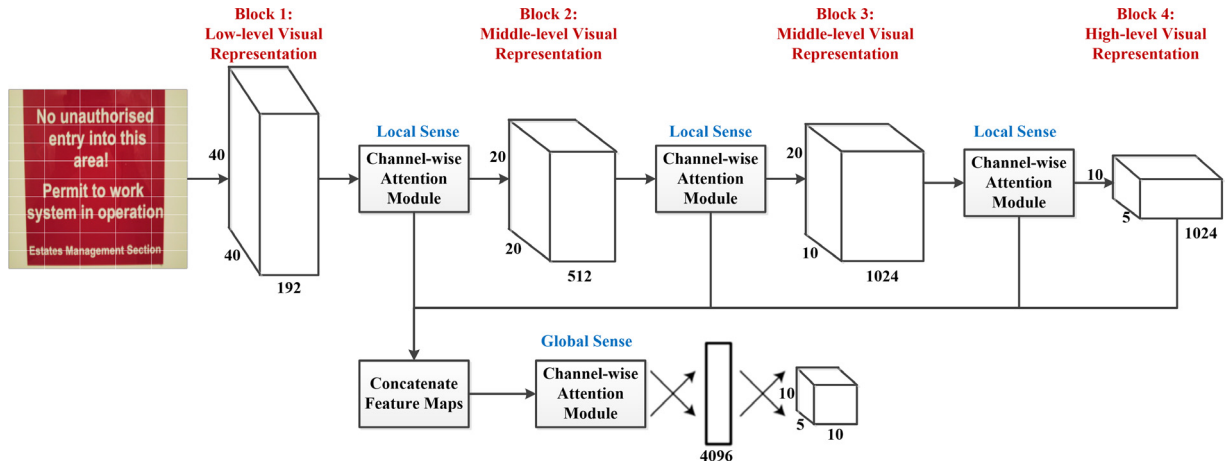 Block 1:
Low-level Visual
Representation
Block 2:
Middle-level Visual
Representation
Block 3:
Middle-level Visual
Representation
Block 4:
High-level Visual
Representation
No unauthorised
entry into this
area!
Permit to work
system in operation
Estates Management Section
40
40
192
Local Sense
Channel-wise
Attention
Module
20
20
512
Local Sense
Channel-wise
Attention
Module
20
10
1024
Local Sense
Channel-wise
Attention
Module
10
5
1024
Concatenate
Feature Maps
Global Sense
Channel-wise
Attention
Module
4096
10
5
10